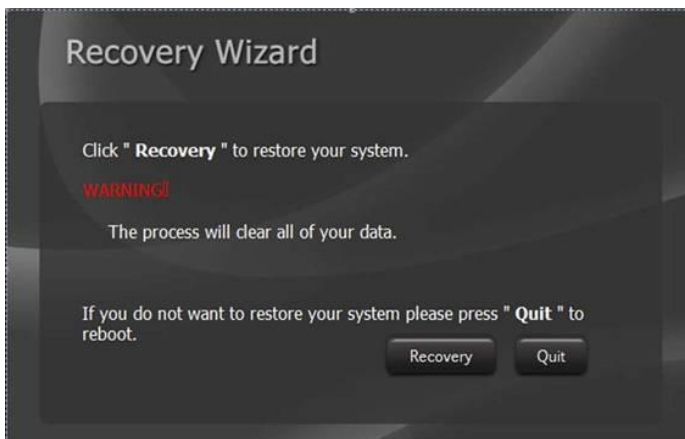 Recovery Wizard
Click " Recovery " to restore your system.
WARNING!
The process will clear all of your data.
If you do not want to restore your system please press " Quit " to
reboot.
Recovery
Quit